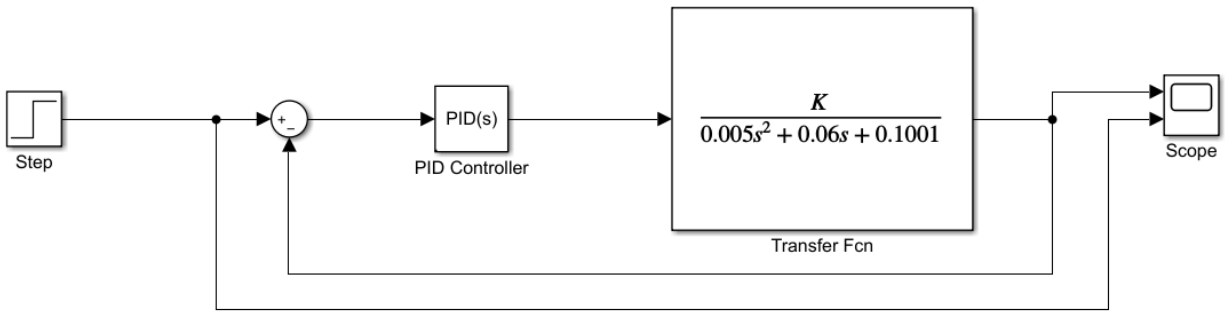 Step
+
−
PID(s)
PID Controller
K
0.005s² + 0.06s + 0.1001
Transfer Fcn
Scope